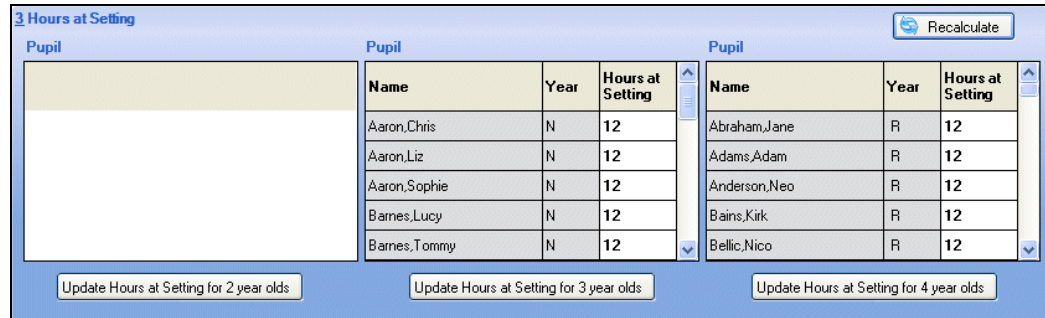 3 Hours at Setting
Recalculate
Pupil
Pupil
Name Year Hours at Setting
Aaron,Chris N 12
Aaron,Liz N 12
Aaron,Sophie N 12
Barnes,Lucy N 12
Barnes,Tommy N 12
Pupil
Name Year Hours at Setting
Abraham,Jane R 12
Adams,Adam R 12
Anderson,Neo R 12
Bains,Kirk R 12
Bellic,Nico R 12
Update Hours at Setting for 2 year olds
Update Hours at Setting for 3 year olds
Update Hours at Setting for 4 year olds